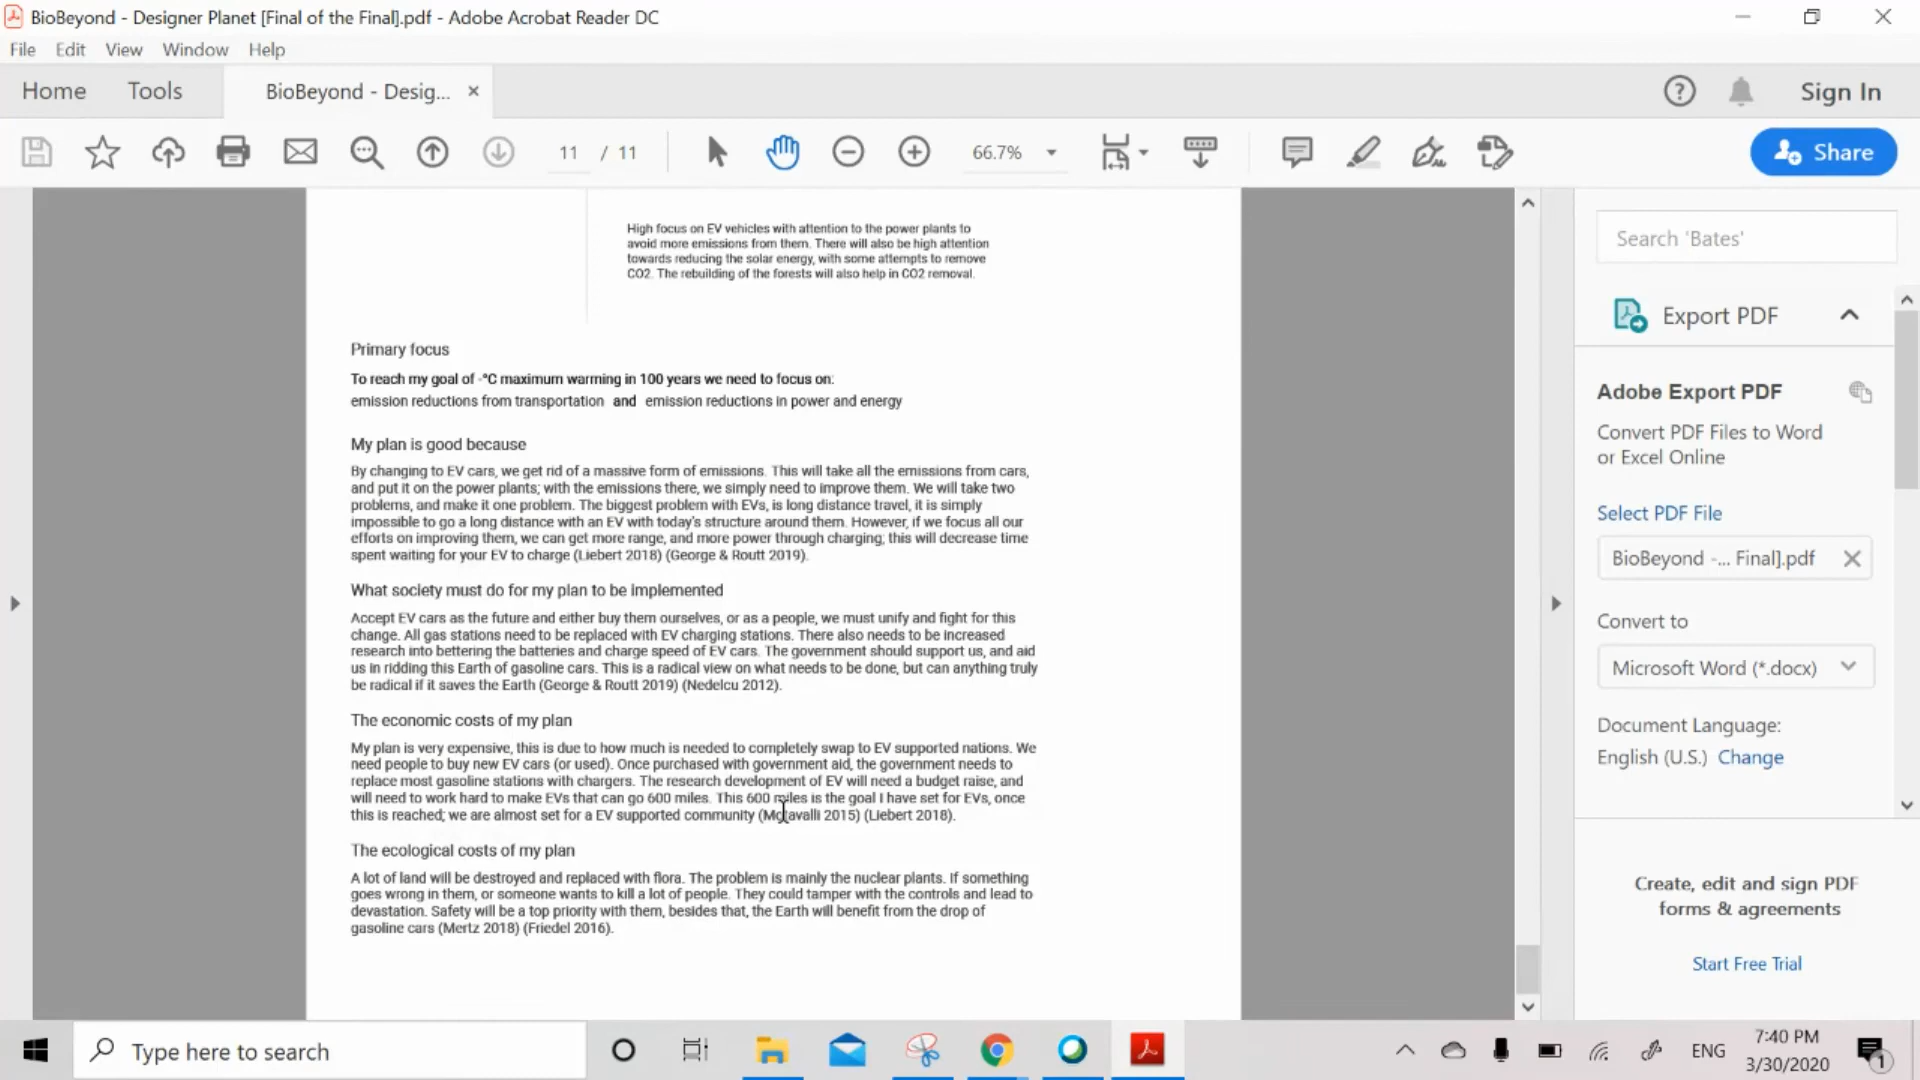 BioBeyond - Designer Planet [Final of the Final].pdf - Adobe Acrobat Reader DC
File Edit View Window Help
Home Tools BioBeyond - Desig... × Sign In
11 / 11 66.7% Share
High focus on EV vehicles with attention to the power plants to
avoid more emissions from them. There will also be high attention
towards reducing the solar energy, with some attempts to remove
CO2. The rebuilding of the forests will also help in CO2 removal.
Primary focus
To reach my goal of -°C maximum warming in 100 years we need to focus on:
emission reductions from transportation and emission reductions in power and energy
My plan is good because
By changing to EV cars, we get rid of a massive form of emissions. This will take all the emissions from cars,
and put it on the power plants; with the emissions there, we simply need to improve them. We will take two
problems, and make it one problem. The biggest problem with EVs, is long distance travel, it is simply
impossible to go a long distance with an EV with today's structure around them. However, if we focus all our
efforts on improving them, we can get more range, and more power through charging; this will decrease time
spent waiting for your EV to charge (Liebert 2018) (George & Routt 2019).
What society must do for my plan to be implemented
Accept EV cars as the future and either buy them ourselves, or as a people, we must unify and fight for this
change. All gas stations need to be replaced with EV charging stations. There also needs to be increased
research into bettering the batteries and charge speed of EV cars. The government should support us, and aid
us in ridding this Earth of gasoline cars. This is a radical view on what needs to be done, but can anything truly
be radical if it saves the Earth (George & Routt 2019) (Nedelcu 2012).
The economic costs of my plan
My plan is very expensive, this is due to how much is needed to completely swap to EV supported nations. We
need people to buy new EV cars (or used). Once purchased with government aid, the government needs to
replace most gasoline stations with chargers. The research development of EV will need a budget raise, and
will need to work hard to make EVs that can go 600 miles. This 600 miles is the goal I have set for EVs, once
this is reached; we are almost set for a EV supported community 2015) (Liebert 2018).
The ecological costs of my plan
A lot of land will be destroyed and replaced with flora. The problem is mainly the nuclear plants. If something
goes wrong in them, or someone wants to kill a lot of people. They could tamper with the controls and lead to
devastation. Safety will be a top priority with them, besides that, the Earth will benefit from the drop of
gasoline cars (Mertz 2018) (Friedel 2016).
Search 'Bates'
Export PDF
Adobe Export PDF
Convert PDF Files to Word
or Excel Online
Select PDF File
BioBeyond -... Final].pdf
Convert to
Microsoft Word (*.docx)
Document Language:
English (U.S.) Change
Create, edit and sign PDF
forms & agreements
Start Free Trial
Type here to search
ENG
7:40 PM
3/30/2020
1